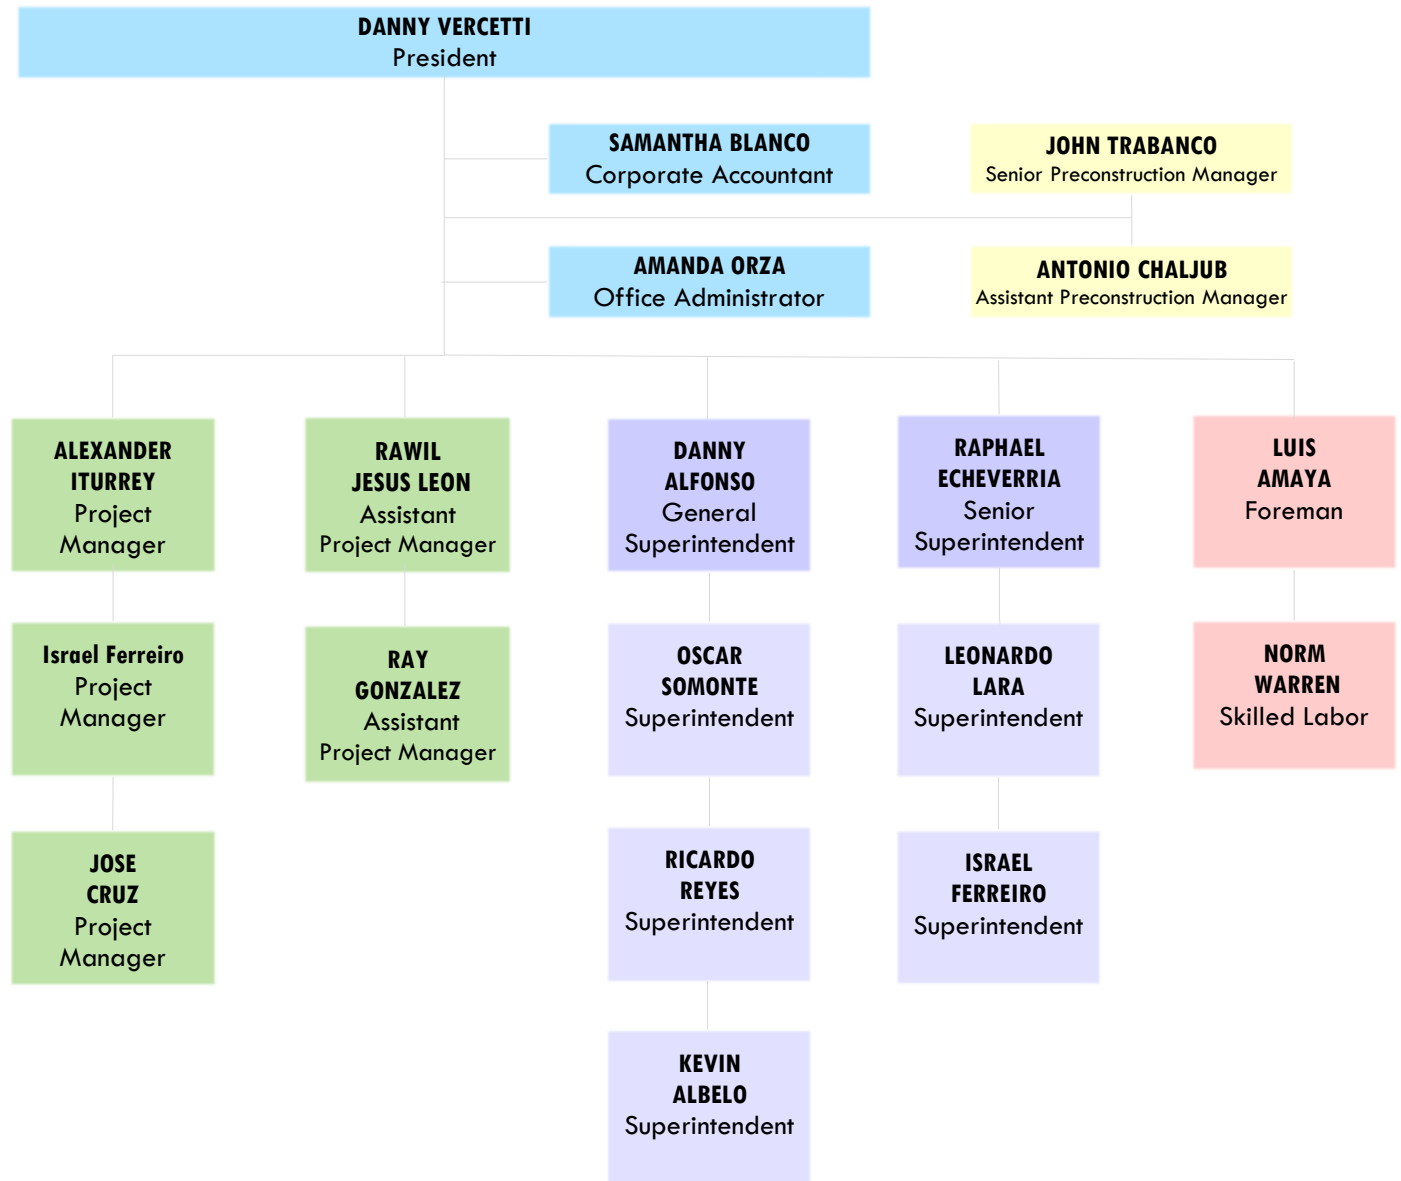 DANNY VERCETTI
President
SAMANTHA BLANCO
Corporate Accountant
JOHN TRABANCO
Senior Preconstruction Manager
AMANDA ORZA
Office Administrator
ANTONIO CHALJUB
Assistant Preconstruction Manager
ALEXANDER
ITURREY
Project
Manager
RAWIL
JESUS LEON
Assistant
Project Manager
DANNY
ALFONSO
General
Superintendent
RAPHAEL
ECHEVERRIA
Senior
Superintendent
LUIS
AMAYA
Foreman
Israel Ferreiro
Project
Manager
RAY
GONZALEZ
Assistant
Project Manager
OSCAR
SOMONTE
Superintendent
LEONARDO
LARA
Superintendent
NORM
WARREN
Skilled Labor
JOSE
CRUZ
Project
Manager
RICARDO
REYES
Superintendent
ISRAEL
FERREIRO
Superintendent
KEVIN
ALBELO
Superintendent